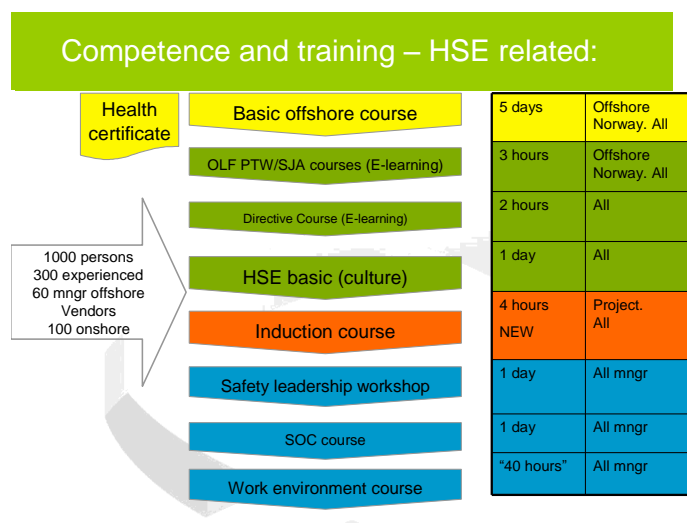 Competence and training – HSE related:
Health
certificate
Basic offshore course
5 days
Offshore
Norway. All
OLF PTW/SJA courses (E-learning)
3 hours
Offshore
Norway. All
Directive Course (E-learning)
2 hours
All
1000 persons
300 experienced
60 mngr offshore
Vendors
100 onshore
HSE basic (culture)
1 day
All
Induction course
4 hours
NEW
Project.
All
Safety leadership workshop
1 day
All mngr
SOC course
1 day
All mngr
Work environment course
“40 hours”
All mngr